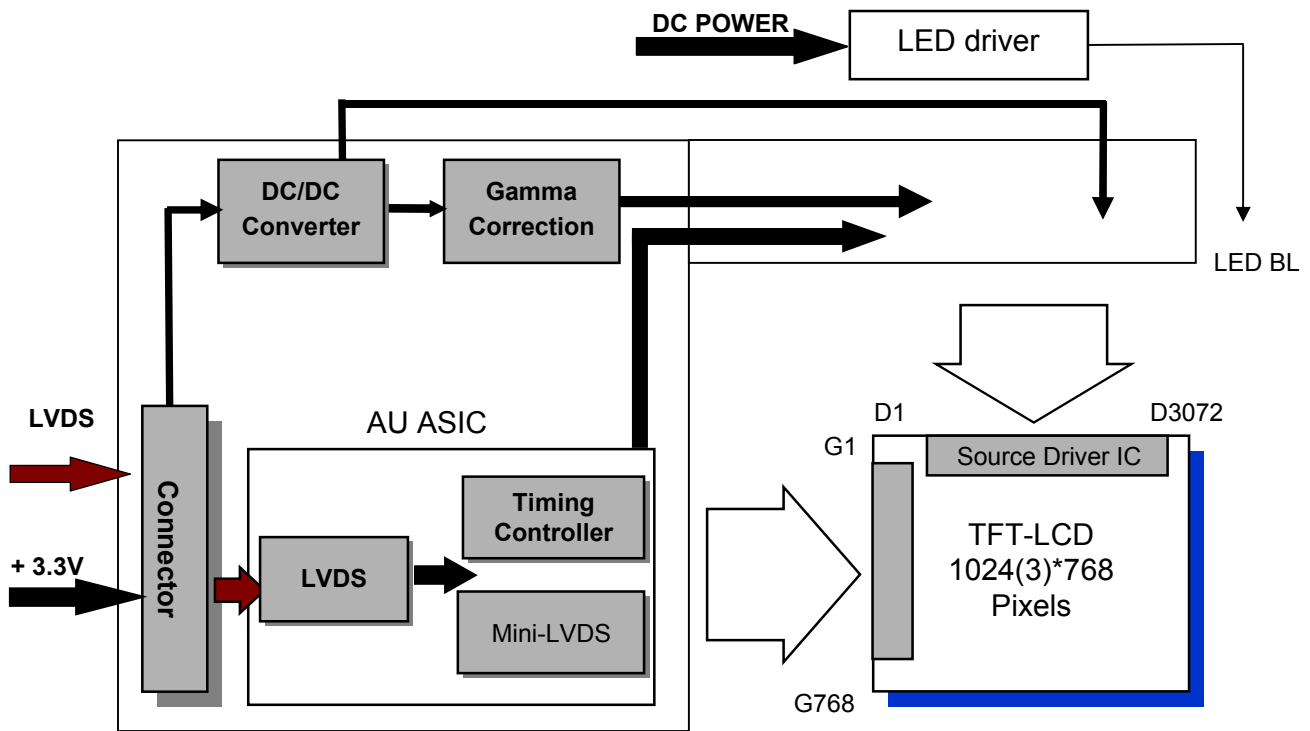 DC POWER
LED driver
DC/DC
Converter
Gamma
Correction
LED BL
LVDS
+ 3.3V
Connector
AU ASIC
LVDS
Timing
Controller
Mini-LVDS
D1
D3072
G1
G768
Source Driver IC
TFT-LCD
1024(3)*768
Pixels